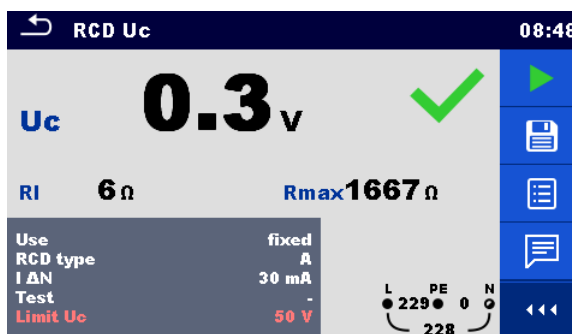 RCD Uc 08:48
Uc 0.3 V
RI 6 Ω Rmax 1667 Ω
Use fixed
RCD type A
I ΔN 30 mA
Test -
Limit Uc 50 V
L PE N
229 0
228